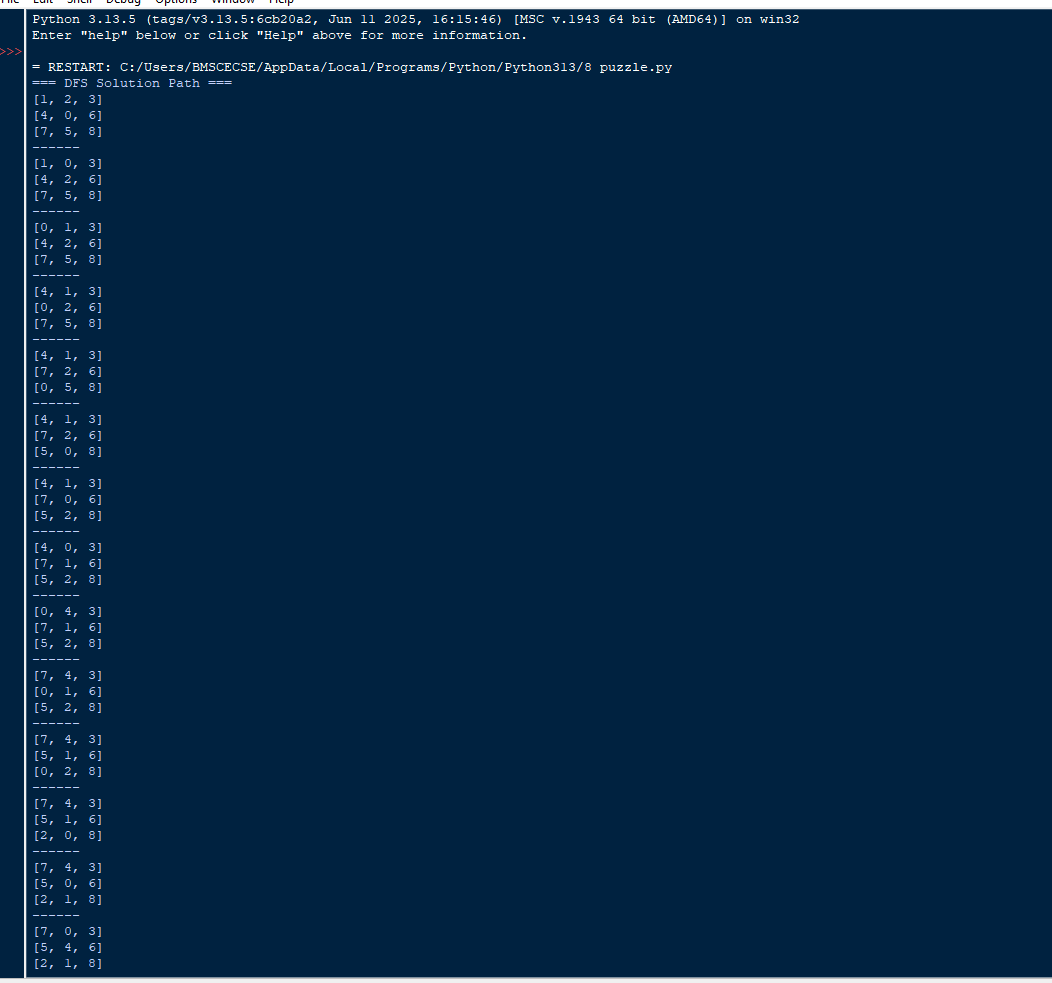 File Edit Shell Debug Options Window Help
Python 3.13.5 (tags/v3.13.5:6cb20a2, Jun 11 2025, 16:15:46) [MSC v.1943 64 bit (AMD64)] on win32
Enter "help" below or click "Help" above for more information.
>>>
= RESTART: C:/Users/BMSCECSE/AppData/Local/Programs/Python/Python313/8 puzzle.py
=== DFS Solution Path ===
[1, 2, 3]
[4, 0, 6]
[7, 5, 8]
------
[1, 0, 3]
[4, 2, 6]
[7, 5, 8]
------
[0, 1, 3]
[4, 2, 6]
[7, 5, 8]
------
[4, 1, 3]
[0, 2, 6]
[7, 5, 8]
------
[4, 1, 3]
[7, 2, 6]
[0, 5, 8]
------
[4, 1, 3]
[7, 2, 6]
[5, 0, 8]
------
[4, 1, 3]
[7, 0, 6]
[5, 2, 8]
------
[4, 0, 3]
[7, 1, 6]
[5, 2, 8]
------
[0, 4, 3]
[7, 1, 6]
[5, 2, 8]
------
[7, 4, 3]
[0, 1, 6]
[5, 2, 8]
------
[7, 4, 3]
[5, 1, 6]
[0, 2, 8]
------
[7, 4, 3]
[5, 1, 6]
[2, 0, 8]
------
[7, 4, 3]
[5, 0, 6]
[2, 1, 8]
------
[7, 0, 3]
[5, 4, 6]
[2, 1, 8]